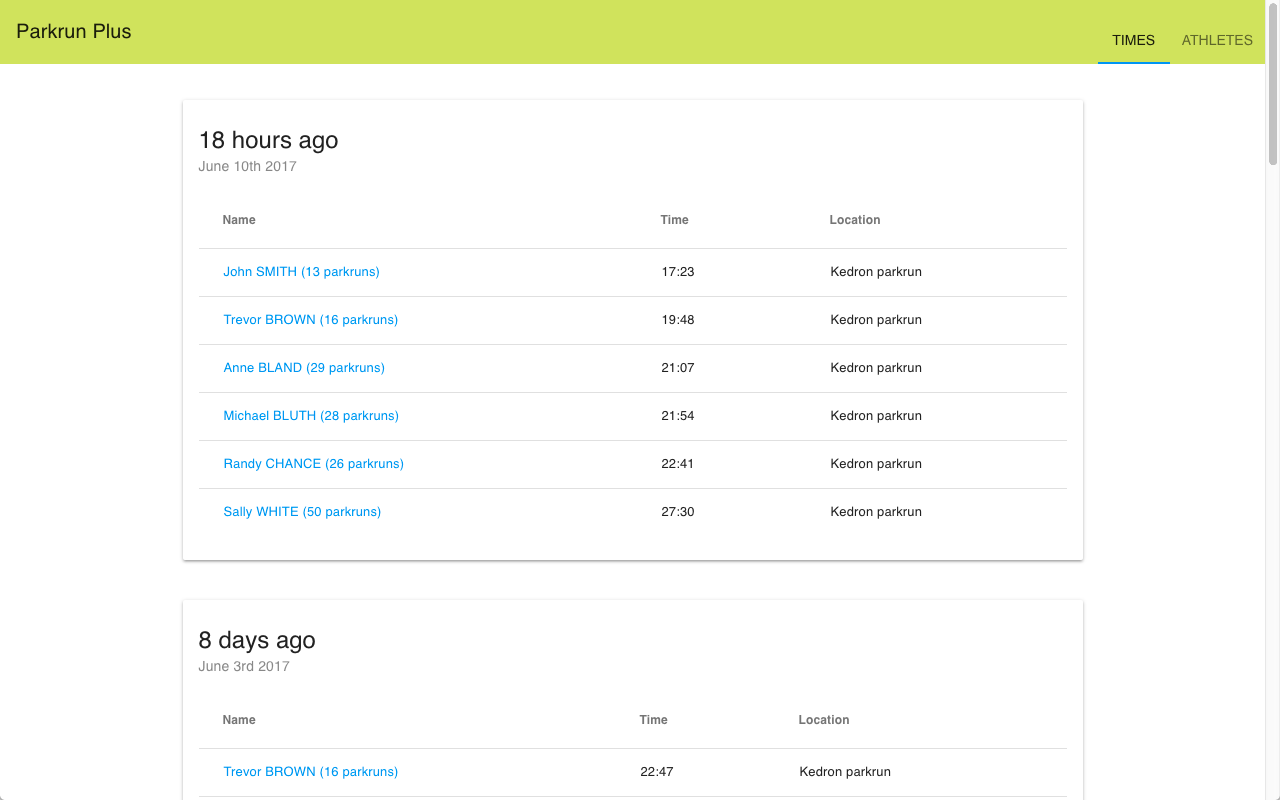 Parkrun Plus
TIMES ATHLETES
18 hours ago
June 10th 2017
Name Time Location
John SMITH (13 parkruns) 17:23 Kedron parkrun
Trevor BROWN (16 parkruns) 19:48 Kedron parkrun
Anne BLAND (29 parkruns) 21:07 Kedron parkrun
Michael BLUTH (28 parkruns) 21:54 Kedron parkrun
Randy CHANCE (26 parkruns) 22:41 Kedron parkrun
Sally WHITE (50 parkruns) 27:30 Kedron parkrun
8 days ago
June 3rd 2017
Name Time Location
Trevor BROWN (16 parkruns) 22:47 Kedron parkrun